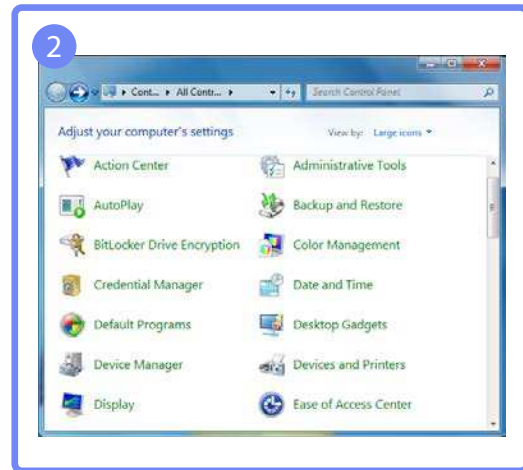 2
Cont... All Contr...
Search Control Panel
Adjust your computer's settings
View by: Large icons
Action Center
Administrative Tools
AutoPlay
Backup and Restore
BitLocker Drive Encryption
Color Management
Credential Manager
Date and Time
Default Programs
Desktop Gadgets
Device Manager
Devices and Printers
Display
Ease of Access Center